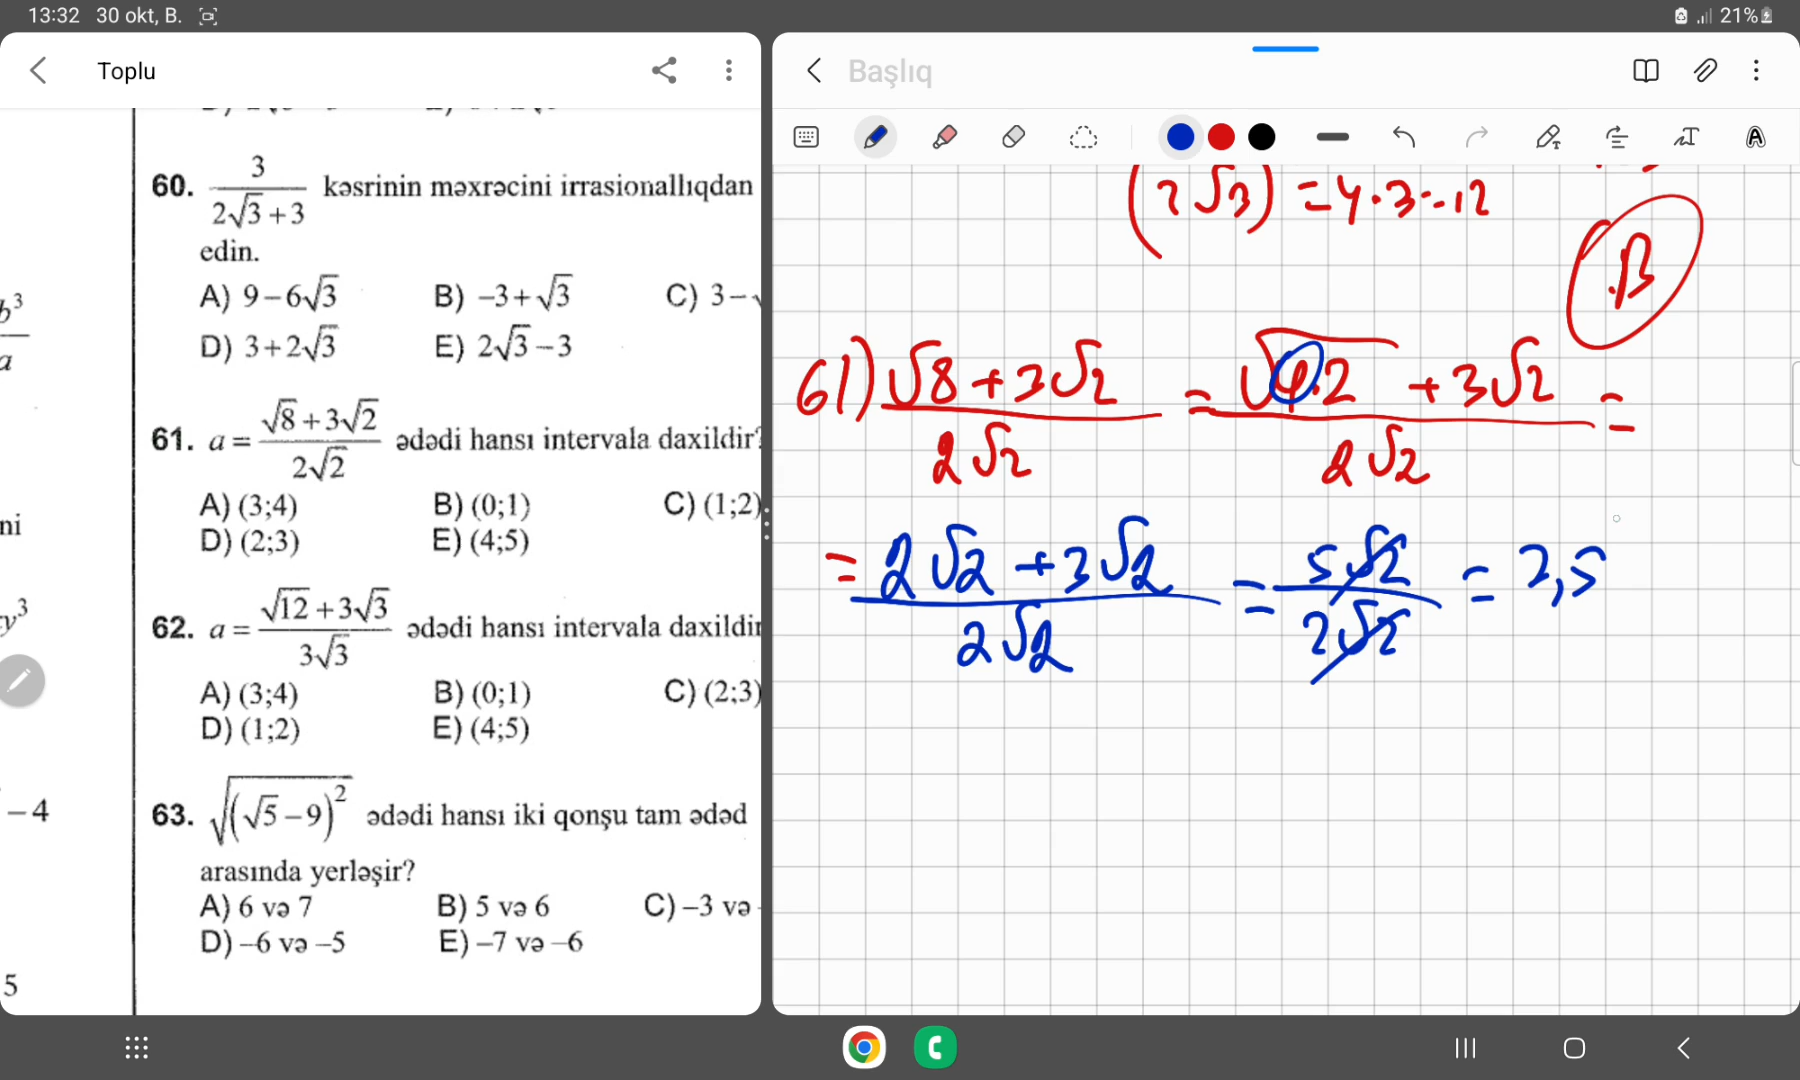 13:32 30 okt, B. 21%
Toplu
60. 3/(2√3+3) kəsrinin məxrəcini irrasionallıqdan
edin.
A) 9−6√3 B) −3+√3 C) 3−
D) 3+2√3 E) 2√3−3
61. a = (√8+3√2)/(2√2) ədədi hansı intervala daxildir?
A) (3;4) B) (0;1) C) (1;2)
D) (2;3) E) (4;5)
62. a = (√12+3√3)/(3√3) ədədi hansı intervala daxildir
A) (3;4) B) (0;1) C) (2;3)
D) (1;2) E) (4;5)
63. √((√5−9)²) ədədi hansı iki qonşu tam ədəd
arasında yerləşir?
A) 6 və 7 B) 5 və 6 C) −3 və
D) −6 və −5 E) −7 və −6
b³
a
ni
y³
−4
5
Başlıq
(2√3) = 4·3 = 12
B
61) (√8+3√2)/(2√2) = (√4·2 + 3√2)/(2√2) =
= (2√2+3√2)/(2√2) = 5√2/2√2 = 2,5